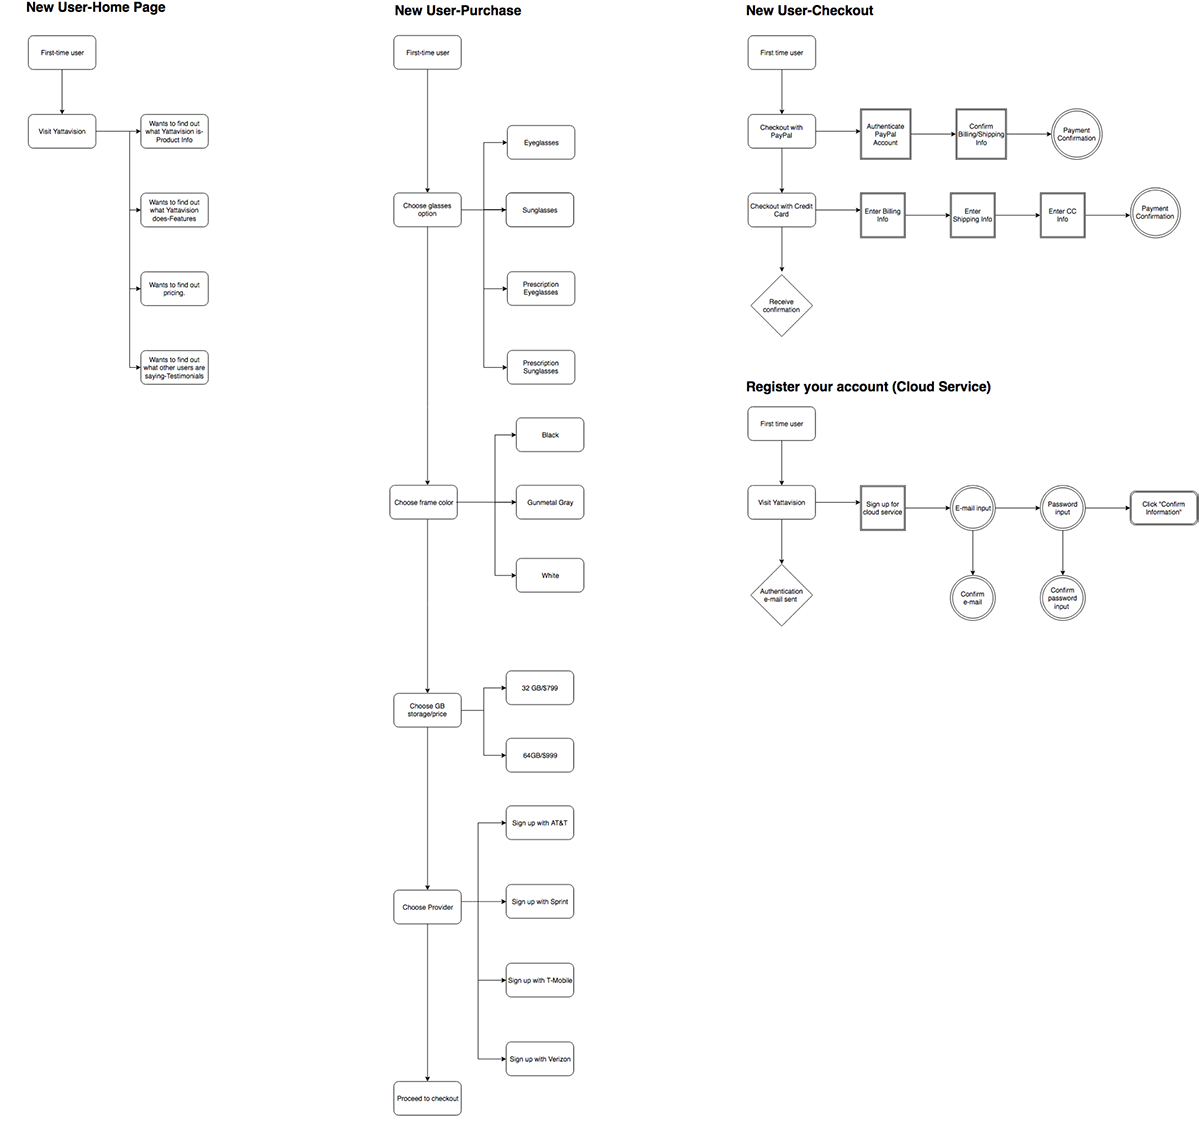 New User-Home Page
First-time user
Visit Yattavision
Wants to find out
what Yattavision is-
Product Info
Wants to find out
what Yattavision
does-Features
Wants to find out
pricing.
Wants to find out
what other users are
saying-Testimonials
New User-Purchase
First-time user
Choose glasses
option
Eyeglasses
Sunglasses
Prescription
Eyeglasses
Prescription
Sunglasses
Choose frame color
Black
Gunmetal Gray
White
Choose GB
storage/price
32 GB/$799
64GB/$999
Choose Provider
Sign up with AT&T
Sign up with Sprint
Sign up with T-Mobile
Sign up with Verizon
Proceed to checkout
New User-Checkout
First time user
Checkout with
PayPal
Authenticate
PayPal
Account
Confirm
Billing/Shipping
Info
Payment
Confirmation
Checkout with Credit
Card
Enter Billing
Info
Enter
Shipping Info
Enter CC
Info
Payment
Confirmation
Receive
confirmation
Register your account (Cloud Service)
First time user
Visit Yattavision
Sign up for
cloud service
E-mail input
Password
input
Click "Confirm
Information"
Authentication
e-mail sent
Confirm
e-mail
Confirm
password
input